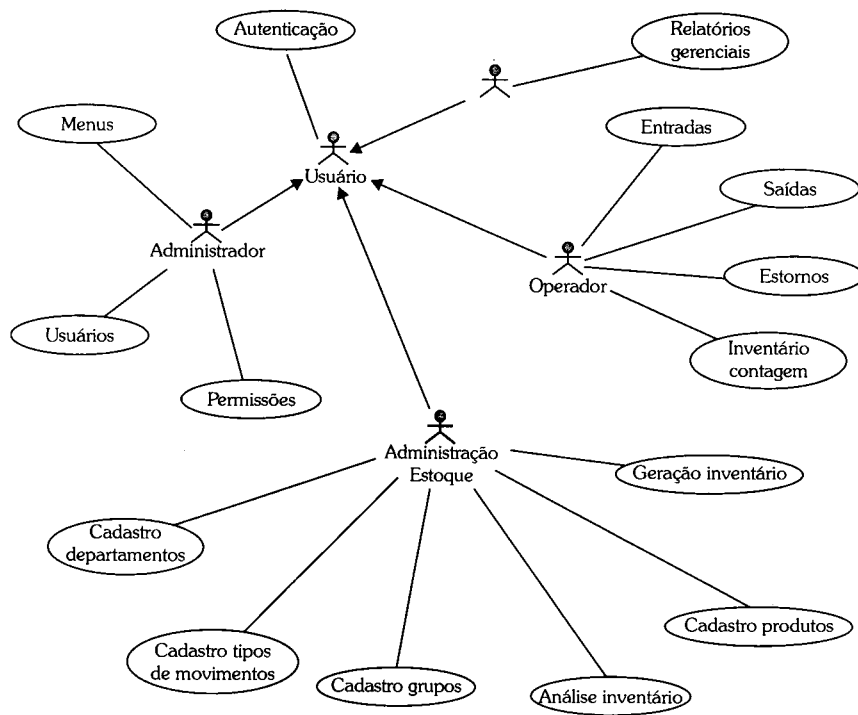 Autenticação
Relatórios
gerenciais
Menus
Entradas
Usuário
Saídas
Administrador
Operador
Estornos
Usuários
Inventário
contagem
Permissões
Administração
Estoque
Geração inventário
Cadastro
departamentos
Cadastro produtos
Cadastro tipos
de movimentos
Cadastro grupos
Análise inventário